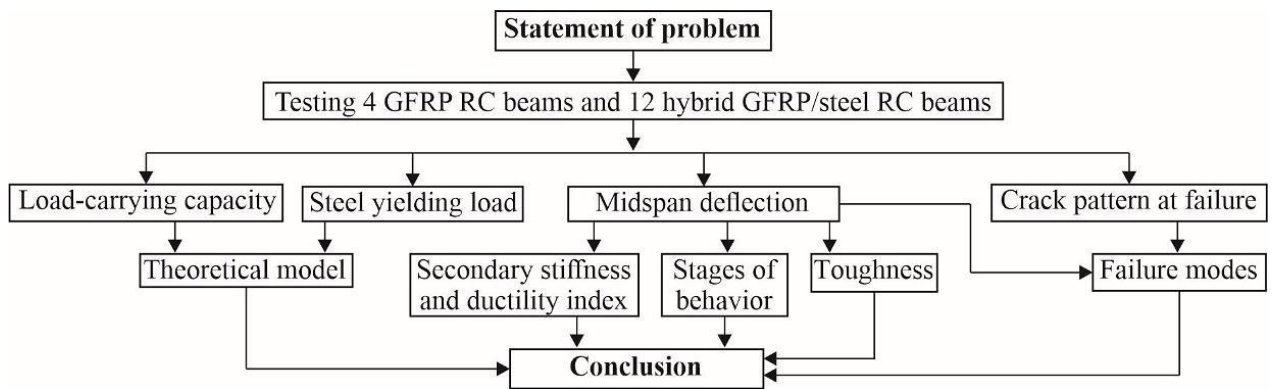 Statement of problem
Testing 4 GFRP RC beams and 12 hybrid GFRP/steel RC beams
Load-carrying capacity
Steel yielding load
Midspan deflection
Crack pattern at failure
Theoretical model
Secondary stiffness
and ductility index
Stages of
behavior
Toughness
Failure modes
Conclusion